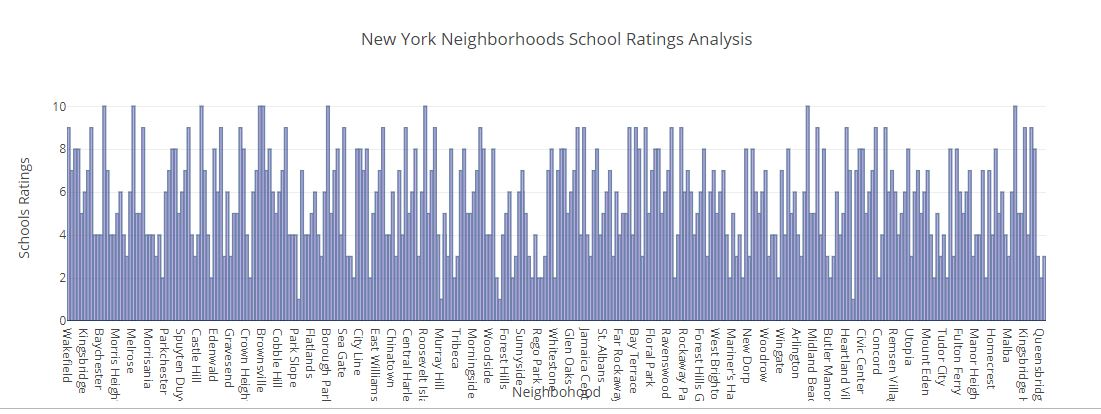 New York Neighborhoods School Ratings Analysis
10
8
6
4
2
0
Schools Ratings
Wakefield
Kingsbridge
Baychester
Morris Heigh
Melrose
Morrisania
Parkchester
Spuyten Duy
Castle Hill
Edenwald
Gravesend
Crown Heigh
Brownsville
Cobble Hill
Park Slope
Flatlands
Borough Parl
Sea Gate
City Line
East Williams
Chinatown
Central Harle
Roosevelt Isl
Murray Hill
Tribeca
Morningside
Woodside
Forest Hills
Sunnyside
Rego Park
Whitestone
Glen Oaks
Jamaica
St. Albans
Far Rockaway
Bay Terrace
Floral Park
Ravenswood
Rockaway Pa
Forest Hills G
West Brighto
Mariner's Ha
New Dorp
Woodrow
Wingate
Arlington
Midland Bea
Butler Manor
Heartland Vil
Civic Center
Concord
Remsen Villa
Utopia
Mount Eden
Tudor City
Fulton Ferry
Manor Heigh
Homecrest
Malba
Kingsbridge H
Queensbridg
Neighbohood